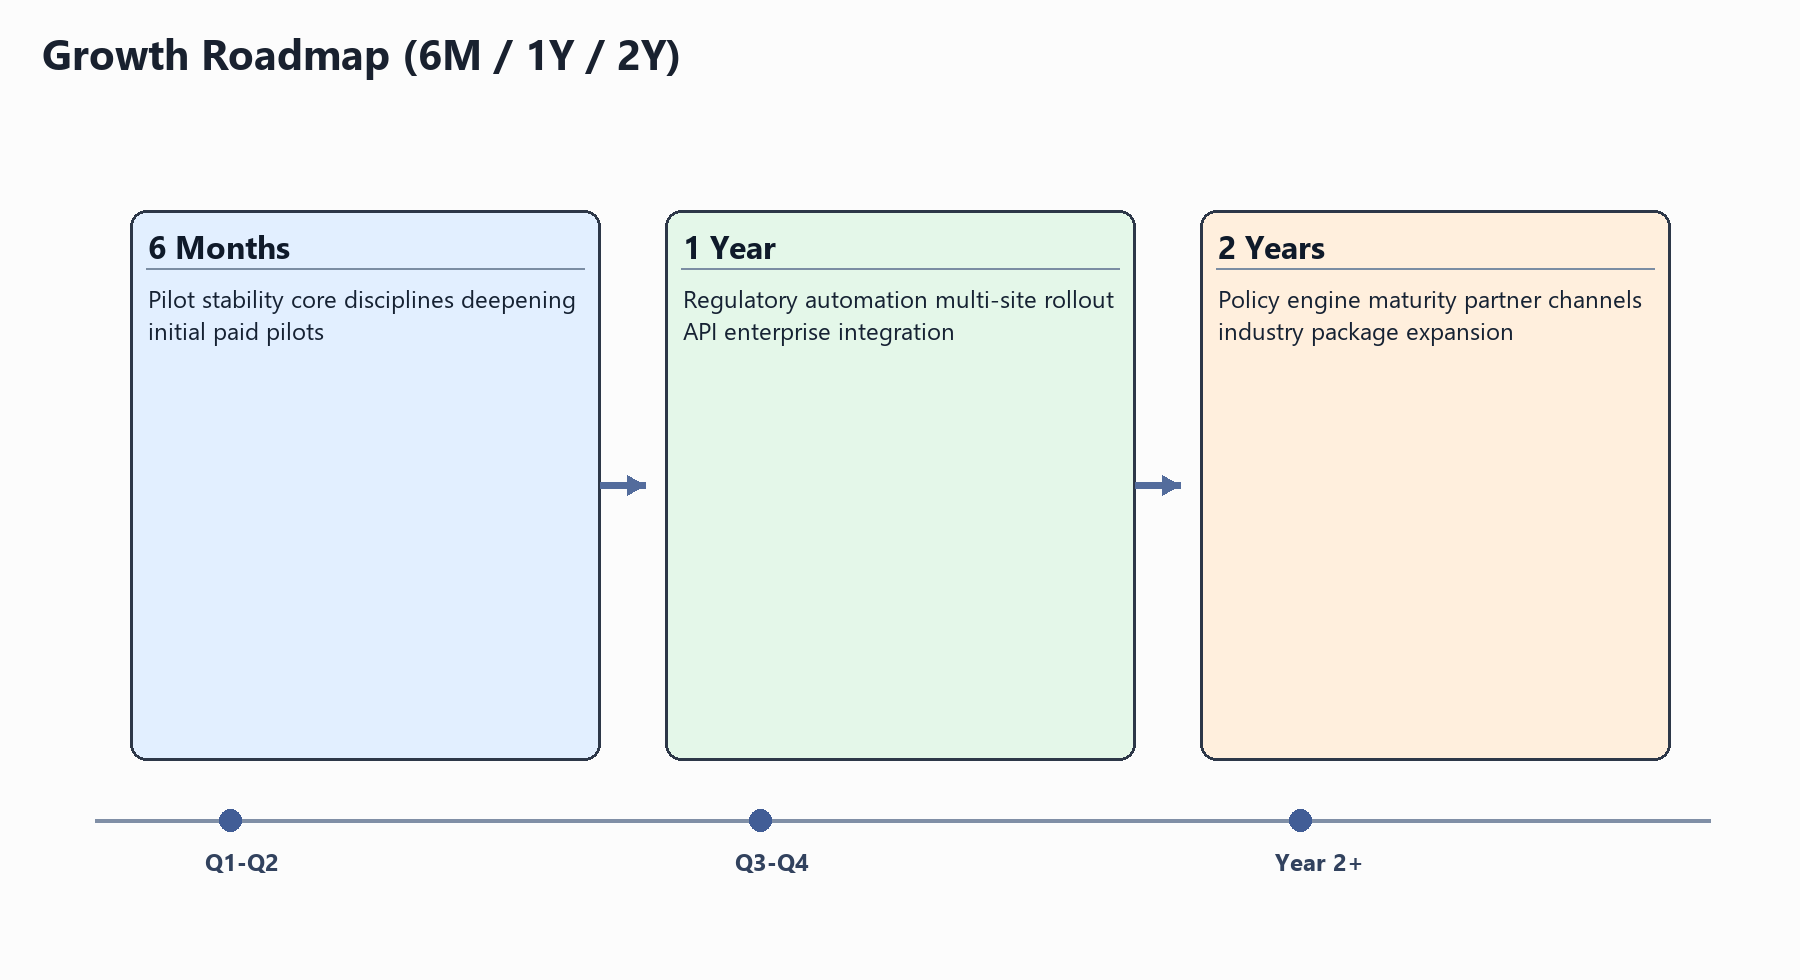 Growth Roadmap (6M / 1Y / 2Y)
6 Months
Pilot stability core disciplines deepening
initial paid pilots
1 Year
Regulatory automation multi-site rollout
API enterprise integration
2 Years
Policy engine maturity partner channels
industry package expansion
Q1-Q2
Q3-Q4
Year 2+